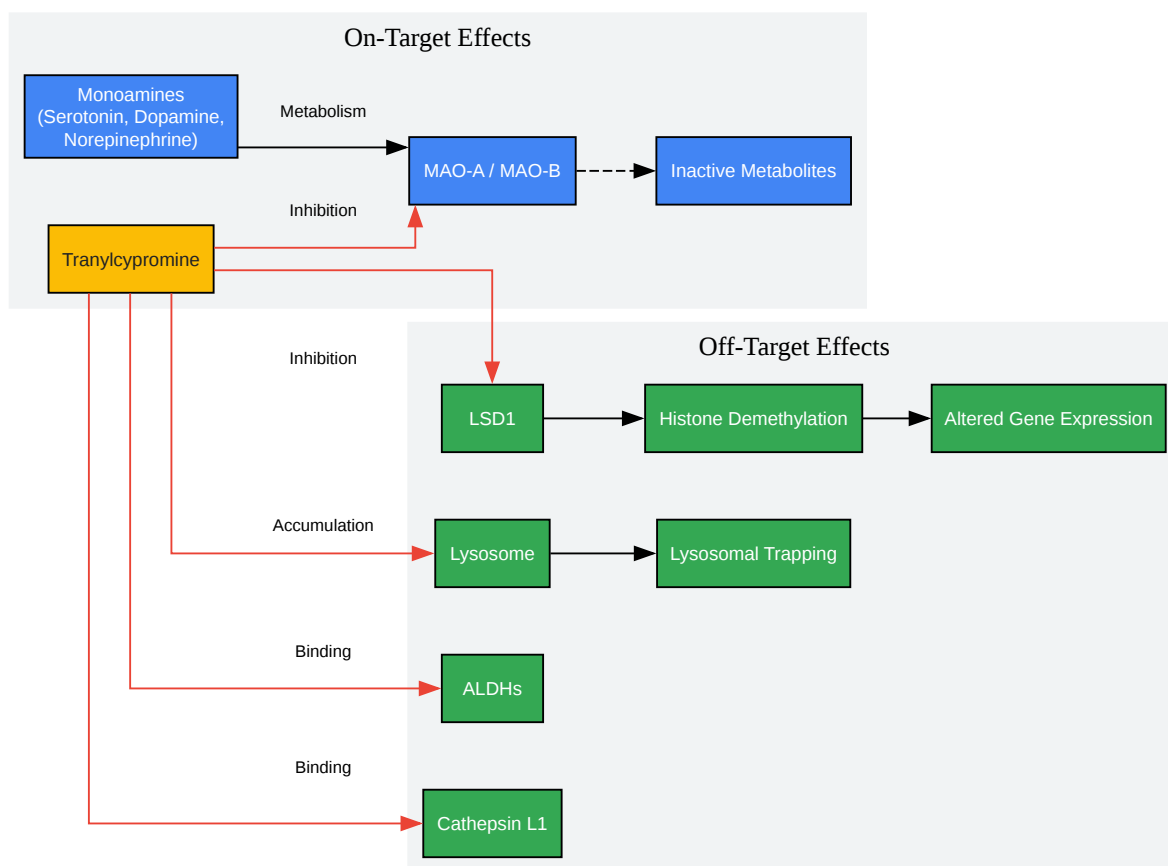 On-Target Effects
Monoamines
(Serotonin, Dopamine,
Norepinephrine)
Metabolism
MAO-A / MAO-B
Inactive Metabolites
Inhibition
Tranylcypromine
Off-Target Effects
Inhibition
LSD1
Histone Demethylation
Altered Gene Expression
Accumulation
Lysosome
Lysosomal Trapping
Binding
ALDHs
Binding
Cathepsin L1